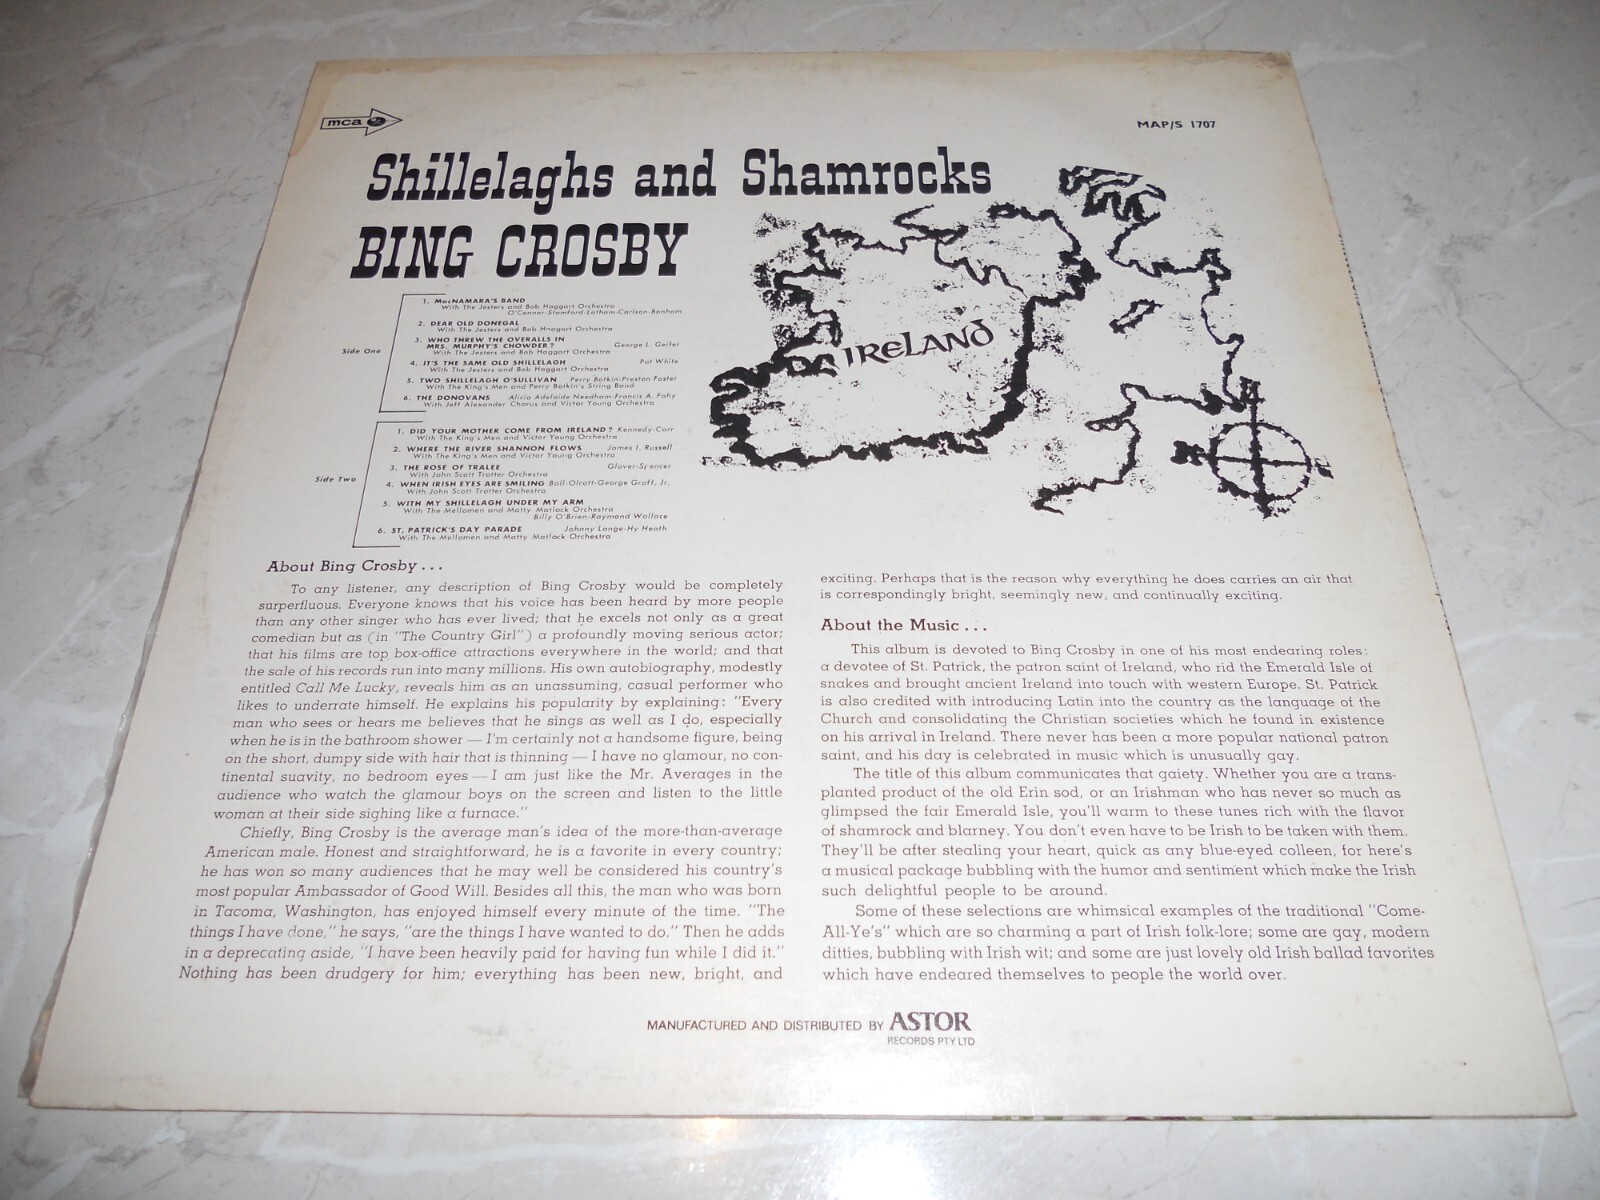 mca
MAP/S 1707
Shillelaghs and Shamrocks
BING CROSBY
Side One
1. MacNAMARA'S BAND
With The Jesters and Bob Haggart Orchestra
O'Connor-Stamford-Latham-Carlson-Bonham
2. DEAR OLD DONEGAL
With The Jesters and Bob Haggart Orchestra
3. WHO THREW THE OVERALLS IN
MRS. MURPHY'S CHOWDER? George L. Geifer
With The Jesters and Bob Haggart Orchestra
4. IT'S THE SAME OLD SHILLELAGH Pat White
With The Jesters and Bob Haggart Orchestra
5. TWO SHILLELAGH O'SULLIVAN Perry Botkin-Preston Foster
With The King's Men and Perry Botkin's String Band
6. THE DONOVANS Alicia Adelaide Needham-Francis A. Fahy
With Jeff Alexander Chorus and Victor Young Orchestra
Side Two
1. DID YOUR MOTHER COME FROM IRELAND? Kennedy-Carr
With The King's Men and Victor Young Orchestra
2. WHERE THE RIVER SHANNON FLOWS James I. Russell
With The King's Men and Victor Young Orchestra
3. THE ROSE OF TRALEE Glover-Spencer
With John Scott Trotter Orchestra
4. WHEN IRISH EYES ARE SMILING Ball-Olcott-George Graff, Jr.
With John Scott Trotter Orchestra
5. WITH MY SHILLELAGH UNDER MY ARM
With The Mellomen and Matty Matlock Orchestra
Billy O'Brien-Raymond Wallace
6. ST. PATRICK'S DAY PARADE Johnny Lange-Hy Heath
With The Mellomen and Matty Matlock Orchestra
IRELAND
About Bing Crosby . . .
To any listener, any description of Bing Crosby would be completely
surperfluous. Everyone knows that his voice has been heard by more people
than any other singer who has ever lived; that he excels not only as a great
comedian but as (in "The Country Girl") a profoundly moving serious actor;
that his films are top box-office attractions everywhere in the world; and that
the sale of his records run into many millions. His own autobiography, modestly
entitled Call Me Lucky, reveals him as an unassuming, casual performer who
likes to underrate himself. He explains his popularity by explaining: "Every
man who sees or hears me believes that he sings as well as I do, especially
when he is in the bathroom shower — I'm certainly not a handsome figure, being
on the short, dumpy side with hair that is thinning — I have no glamour, no con-
tinental suavity, no bedroom eyes — I am just like the Mr. Averages in the
audience who watch the glamour boys on the screen and listen to the little
woman at their side sighing like a furnace."
Chiefly, Bing Crosby is the average man's idea of the more-than-average
American male. Honest and straightforward, he is a favorite in every country;
he has won so many audiences that he may well be considered his country's
most popular Ambassador of Good Will. Besides all this, the man who was born
in Tacoma, Washington, has enjoyed himself every minute of the time. "The
things I have done," he says, "are the things I have wanted to do." Then he adds
in a deprecating aside, "I have been heavily paid for having fun while I did it."
Nothing has been drudgery for him; everything has been new, bright, and
exciting. Perhaps that is the reason why everything he does carries an air that
is correspondingly bright, seemingly new, and continually exciting.
About the Music . . .
This album is devoted to Bing Crosby in one of his most endearing roles:
a devotee of St. Patrick, the patron saint of Ireland, who rid the Emerald Isle of
snakes and brought ancient Ireland into touch with western Europe. St. Patrick
is also credited with introducing Latin into the country as the language of the
Church and consolidating the Christian societies which he found in existence
on his arrival in Ireland. There never has been a more popular national patron
saint, and his day is celebrated in music which is unusually gay.
The title of this album communicates that gaiety. Whether you are a trans-
planted product of the old Erin sod, or an Irishman who has never so much as
glimpsed the fair Emerald Isle, you'll warm to these tunes rich with the flavor
of shamrock and blarney. You don't even have to be Irish to be taken with them.
They'll be after stealing your heart, quick as any blue-eyed colleen, for here's
a musical package bubbling with the humor and sentiment which make the Irish
such delightful people to be around.
Some of these selections are whimsical examples of the traditional "Come-
All-Ye's" which are so charming a part of Irish folk-lore; some are gay, modern
ditties, bubbling with Irish wit; and some are just lovely old Irish ballad favorites
which have endeared themselves to people the world over.
MANUFACTURED AND DISTRIBUTED BY ASTOR
RECORDS PTY LTD